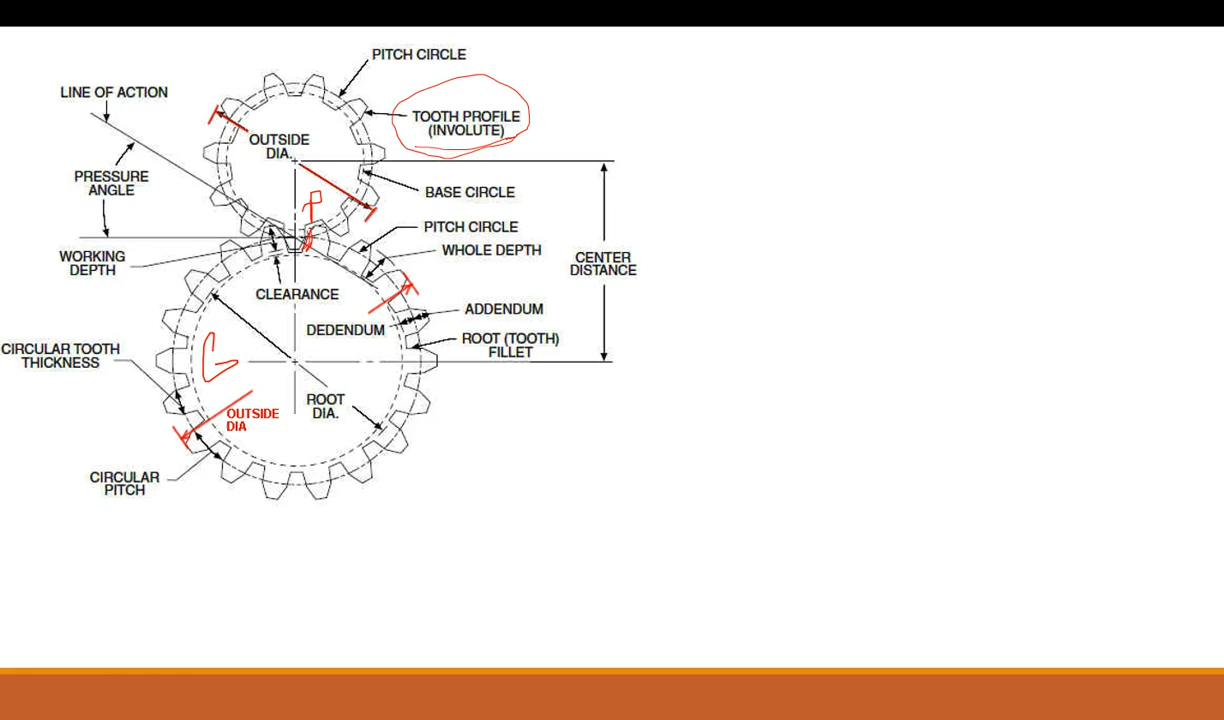 PITCH CIRCLE
LINE OF ACTION
TOOTH PROFILE
(INVOLUTE)
OUTSIDE
DIA.
PRESSURE
ANGLE
BASE CIRCLE
P
PITCH CIRCLE
WHOLE DEPTH
WORKING
DEPTH
CENTER
DISTANCE
CLEARANCE
ADDENDUM
DEDENDUM
ROOT (TOOTH)
FILLET
CIRCULAR TOOTH
THICKNESS
G
ROOT
DIA.
OUTSIDE
DIA
CIRCULAR
PITCH